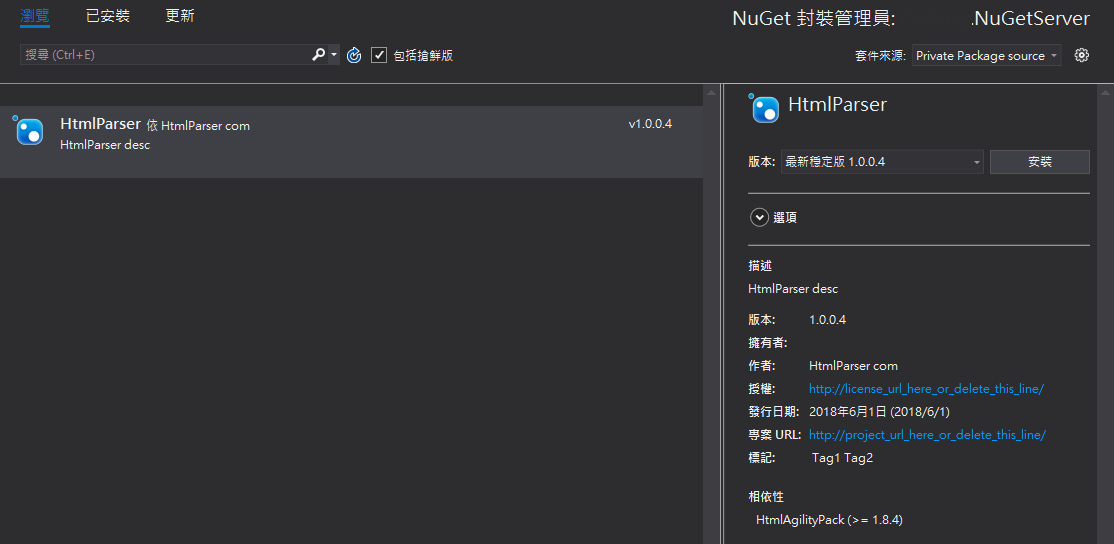 瀏覽 已安裝 更新
NuGet 封裝管理員: .NuGetServer
搜尋 (Ctrl+E) 包括搶鮮版
套件來源: Private Package source
HtmlParser 依 HtmlParser com v1.0.0.4
HtmlParser desc
HtmlParser
版本: 最新穩定版 1.0.0.4 安裝
選項
描述
HtmlParser desc
版本: 1.0.0.4
擁有者:
作者: HtmlParser com
授權: http://license_url_here_or_delete_this_line/
發行日期: 2018年6月1日 (2018/6/1)
專案 URL: http://project_url_here_or_delete_this_line/
標記: Tag1 Tag2
相依性
HtmlAgilityPack (>= 1.8.4)